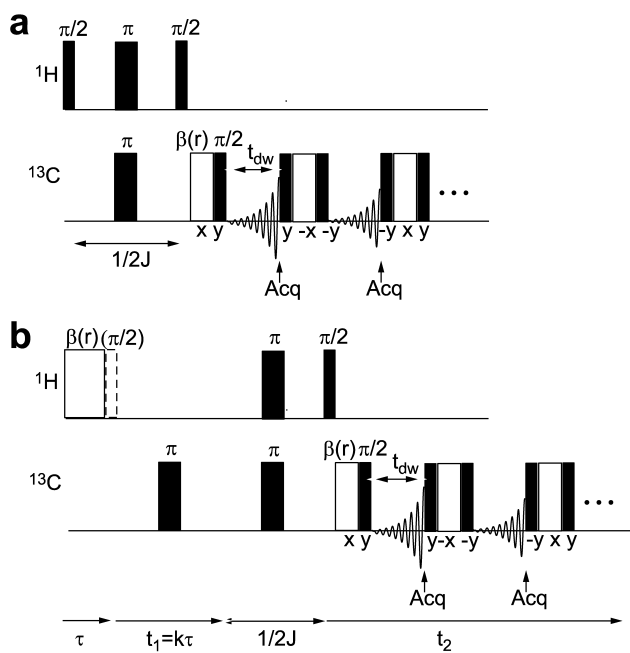 a
π/2 π π/2
¹H
π β(r) π/2 t_dw
¹³C
x y y -x -y -y x y
1/2J
Acq Acq
b
β(r) (π/2) π π/2
¹H
π π β(r) π/2 t_dw
¹³C
x y y -x -y -y x y
Acq Acq
τ t₁=kτ 1/2J t₂